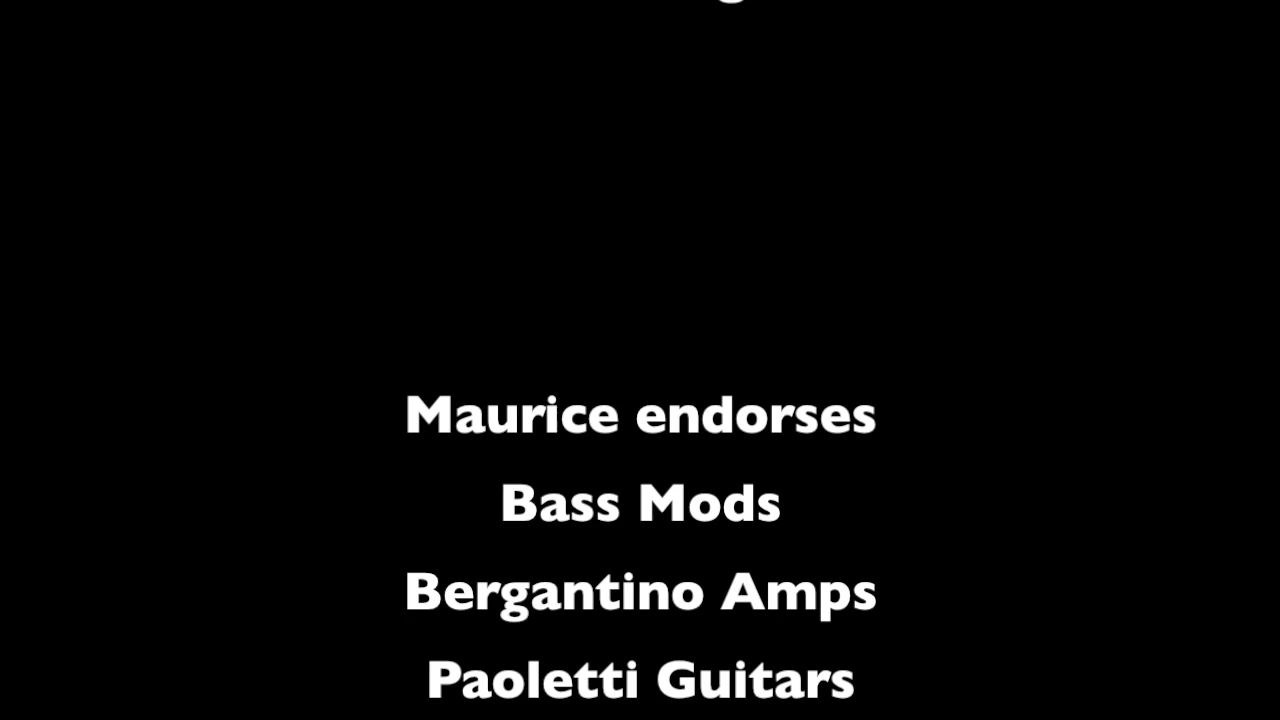 Maurice endorses
Bass Mods
Bergantino Amps
Paoletti Guitars